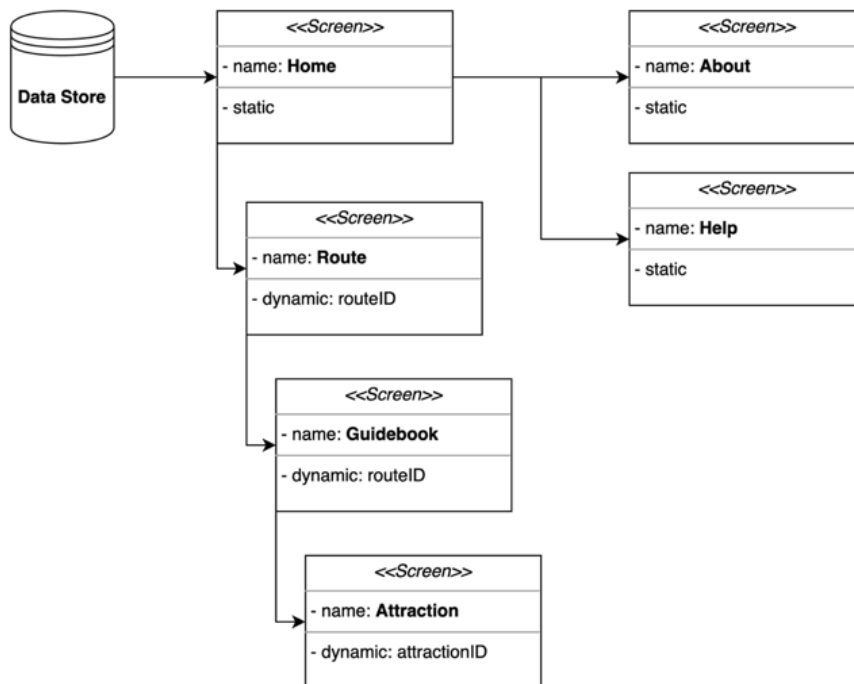 Data Store
<<Screen>>
- name: Home
- static
<<Screen>>
- name: About
- static
<<Screen>>
- name: Help
- static
<<Screen>>
- name: Route
- dynamic: routeID
<<Screen>>
- name: Guidebook
- dynamic: routeID
<<Screen>>
- name: Attraction
- dynamic: attractionID